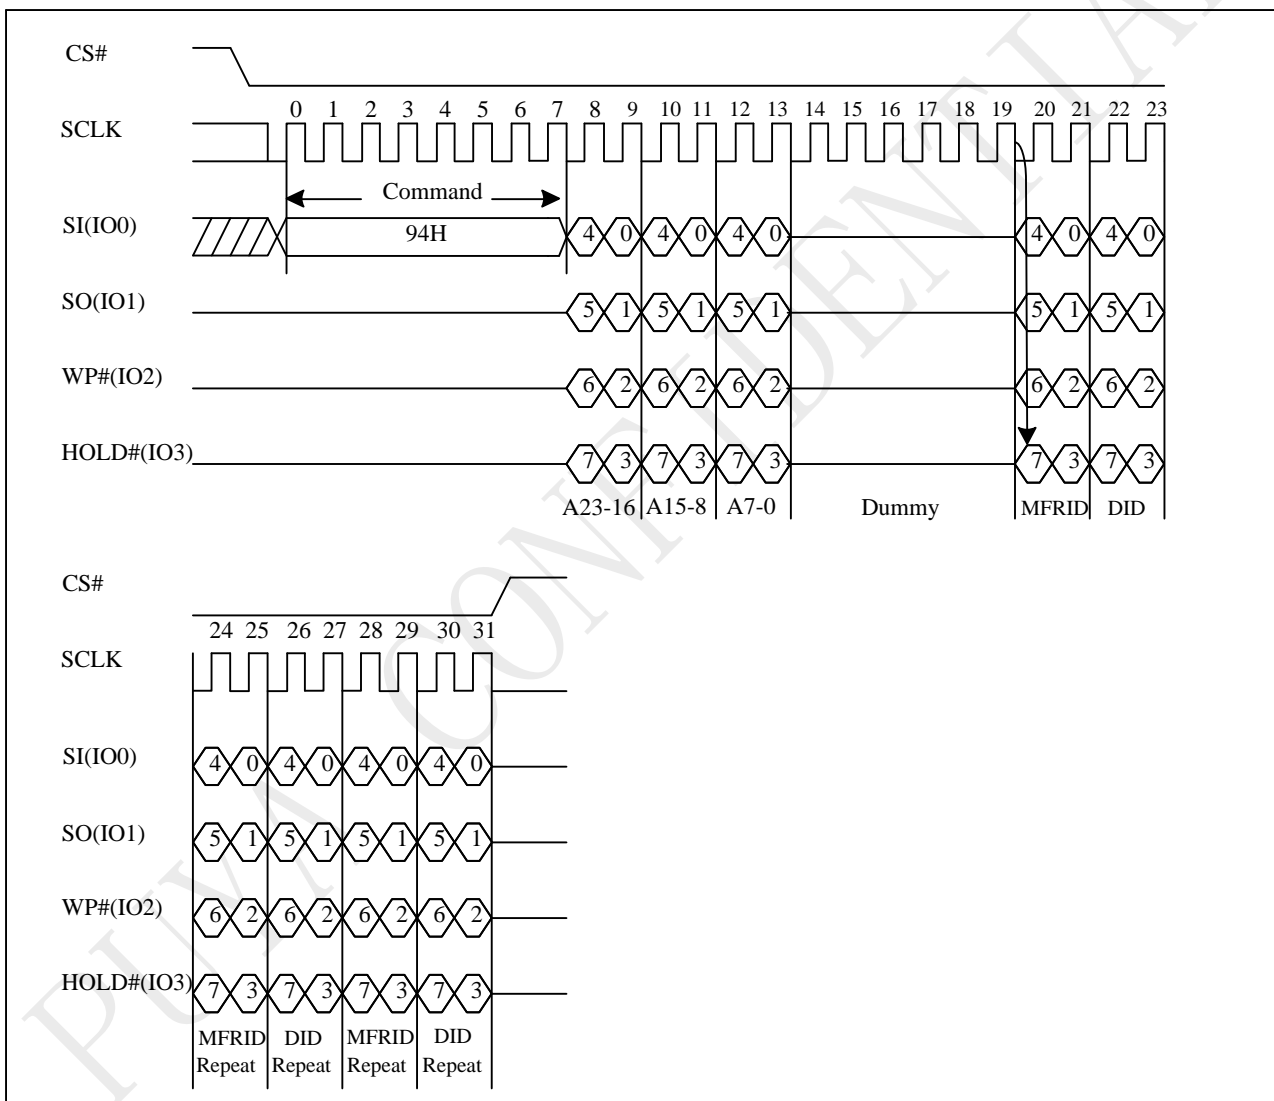 CS#
0 1 2 3 4 5 6 7 8 9 10 11 12 13 14 15 16 17 18 19 20 21 22 23
SCLK
Command
SI(IO0) 94H 4 0 4 0 4 0 4 0 4 0
SO(IO1) 5 1 5 1 5 1 5 1 5 1
WP#(IO2) 6 2 6 2 6 2 6 2 6 2
HOLD#(IO3) 7 3 7 3 7 3 7 3 7 3
A23-16 A15-8 A7-0 Dummy MFRID DID
CS#
24 25 26 27 28 29 30 31
SCLK
SI(IO0) 4 0 4 0 4 0 4 0
SO(IO1) 5 1 5 1 5 1 5 1
WP#(IO2) 6 2 6 2 6 2 6 2
HOLD#(IO3) 7 3 7 3 7 3 7 3
MFRID DID MFRID DID
Repeat Repeat Repeat Repeat
PUYA CONFIDENTIAL